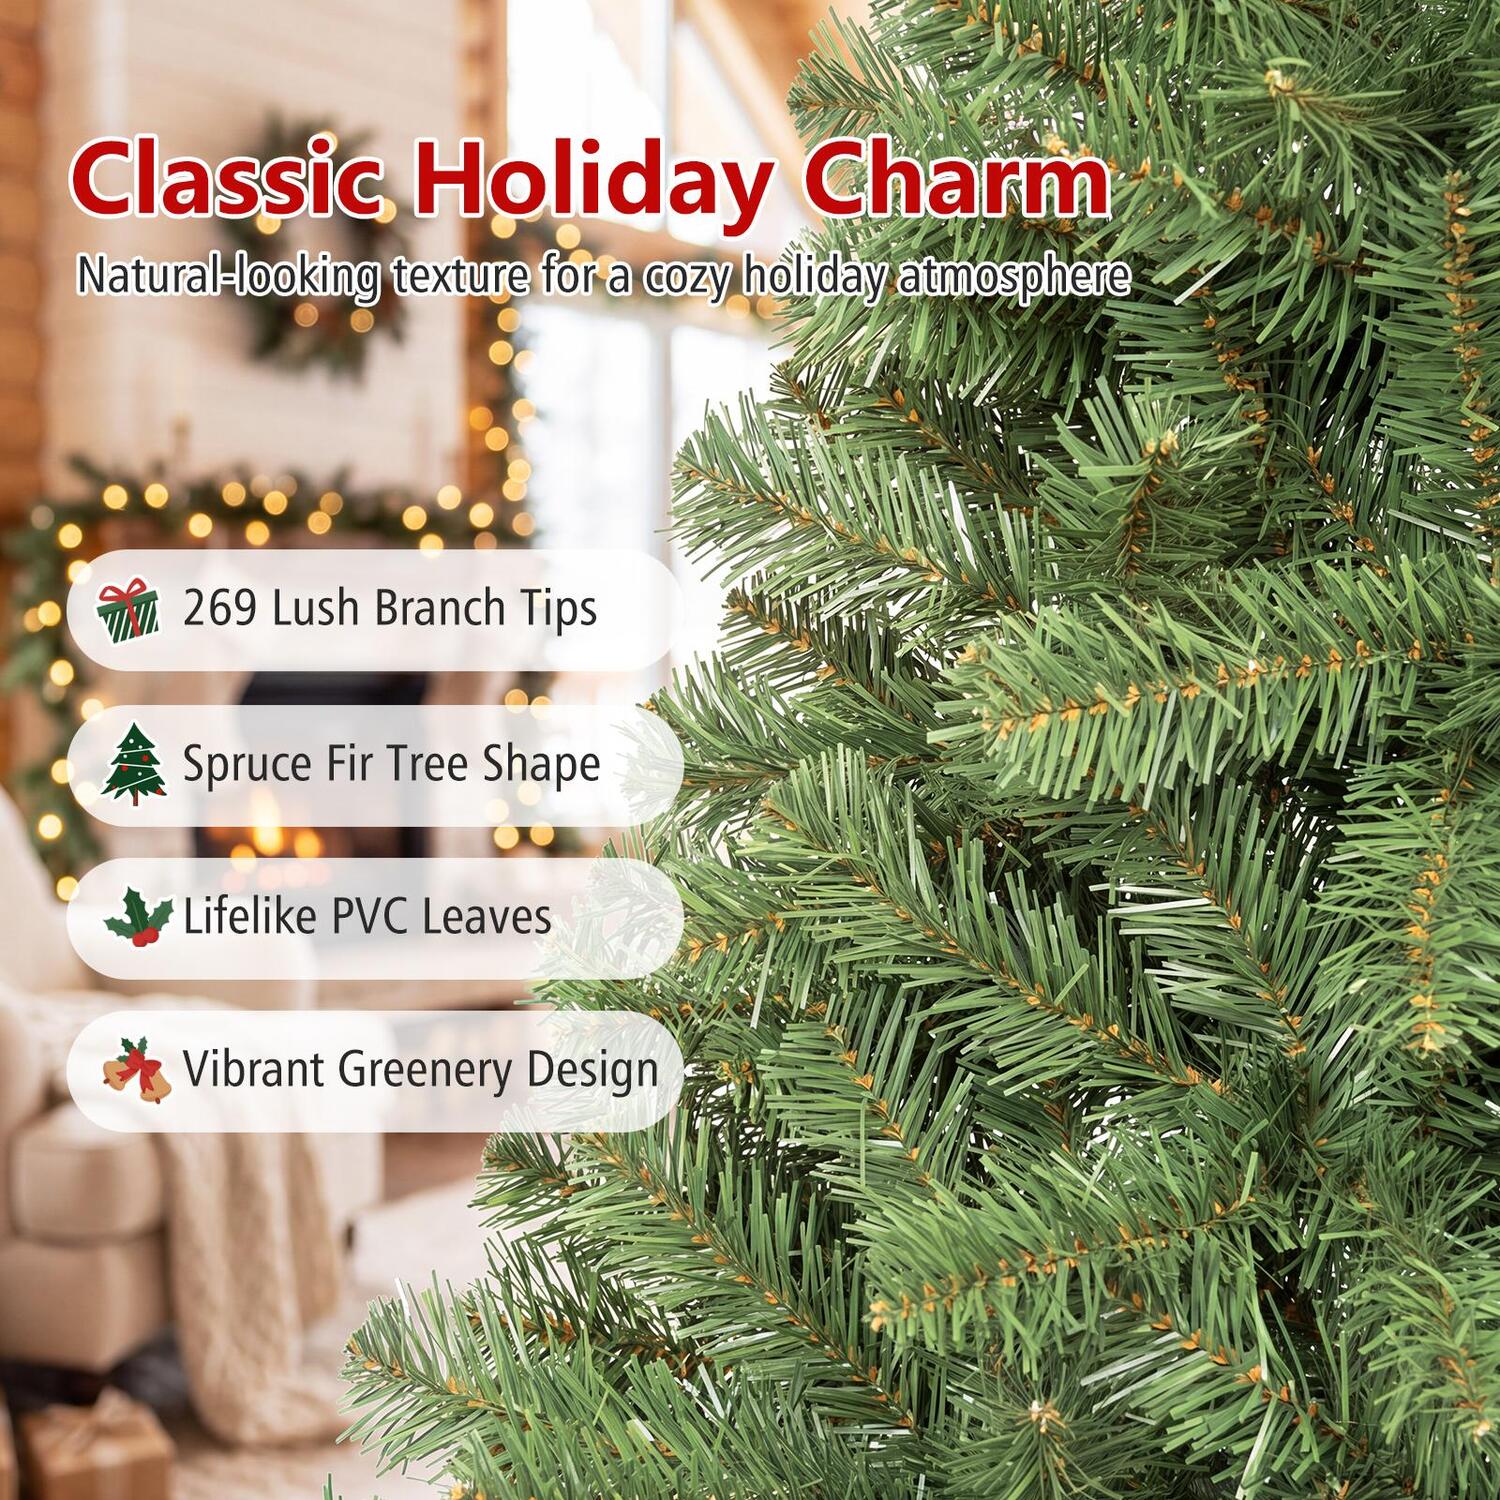 Classic Holiday Charm
Natural-looking texture for a cozy holiday atmosphere
269 Lush Branch Tips
Spruce Fir Tree Shape
Lifelike PVC Leaves
Vibrant Greenery Design